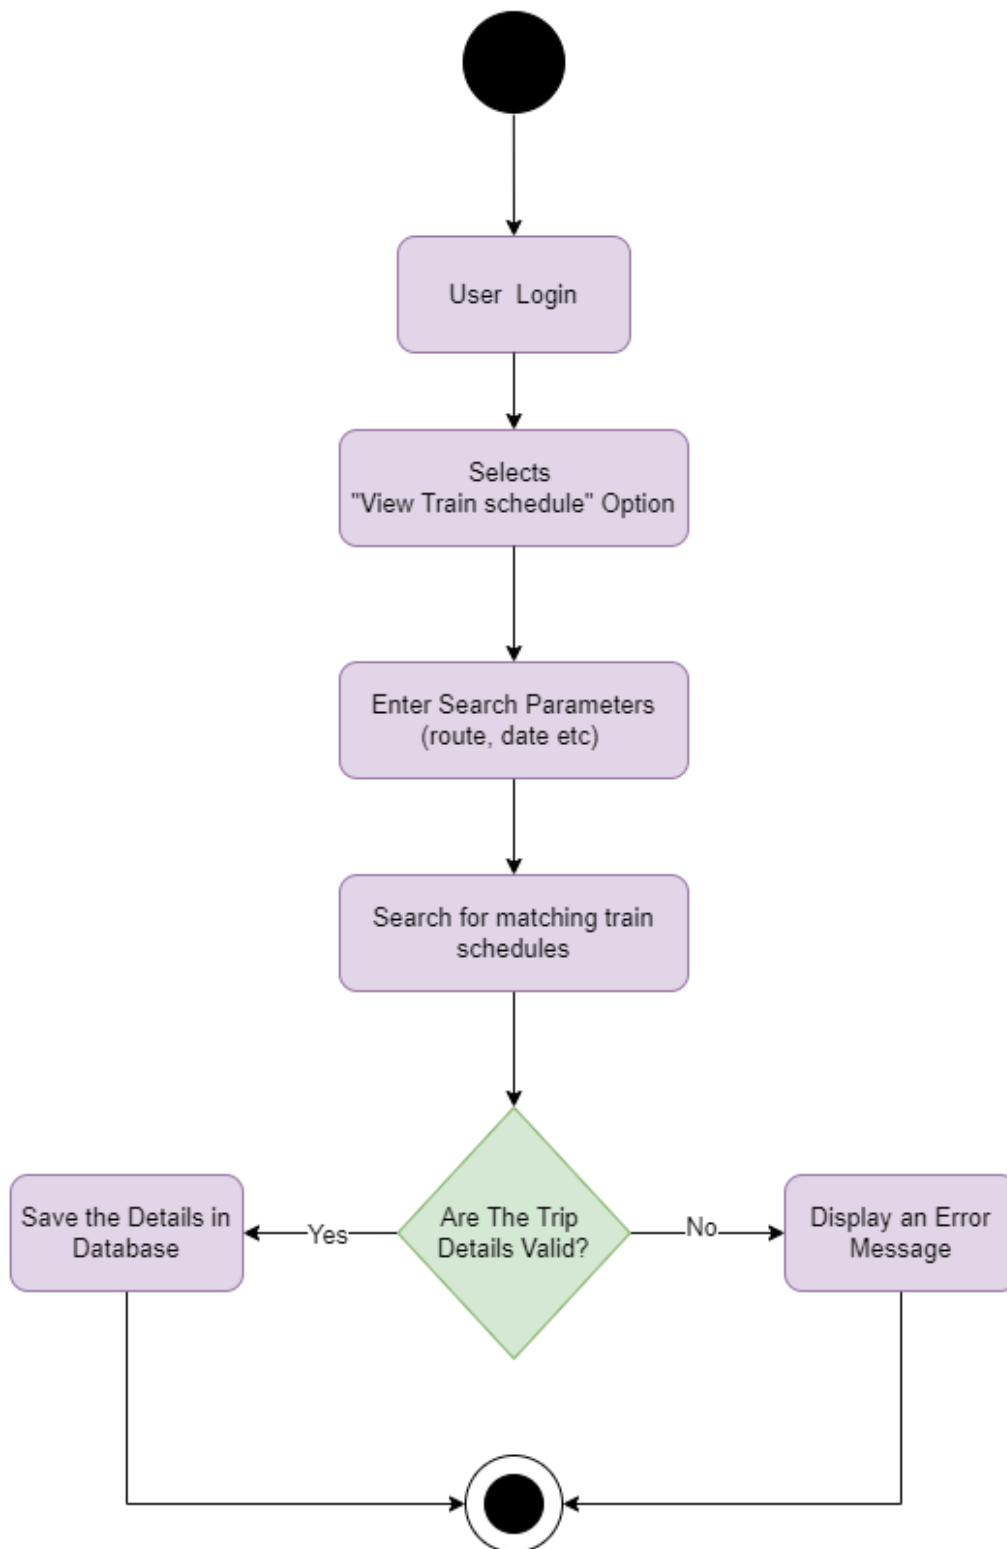 User Login
Selects
"View Train schedule" Option
Enter Search Parameters
(route, date etc)
Search for matching train
schedules
Save the Details in
Database
Yes
Are The Trip
Details Valid?
No
Display an Error
Message